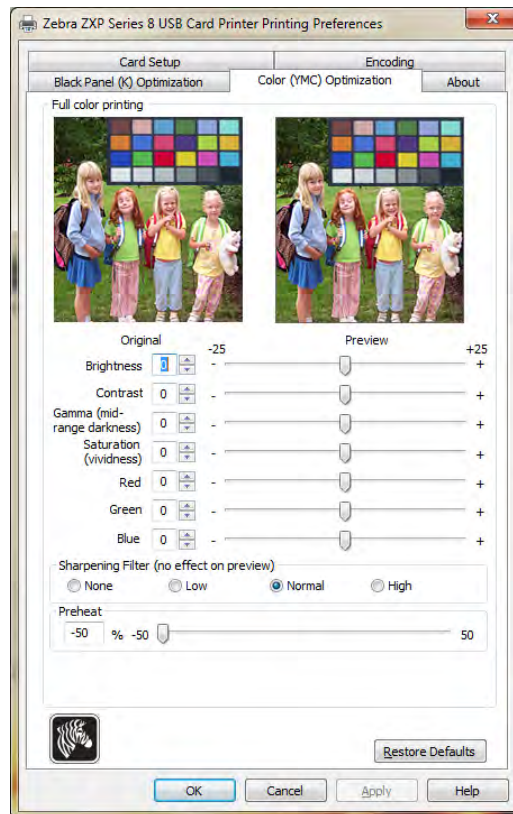 Zebra ZXP Series 8 USB Card Printer Printing Preferences
Card Setup
Encoding
Black Panel (K) Optimization
Color (YMC) Optimization
About
Full color printing
Original
Preview
-25
+25
Brightness 0 - +
Contrast 0 - +
Gamma (mid-
range darkness) 0 - +
Saturation
(vividness) 0 - +
Red 0 - +
Green 0 - +
Blue 0 - +
Sharpening Filter (no effect on preview)
None
Low
Normal
High
Preheat
-50 % -50 50
Restore Defaults
OK
Cancel
Apply
Help